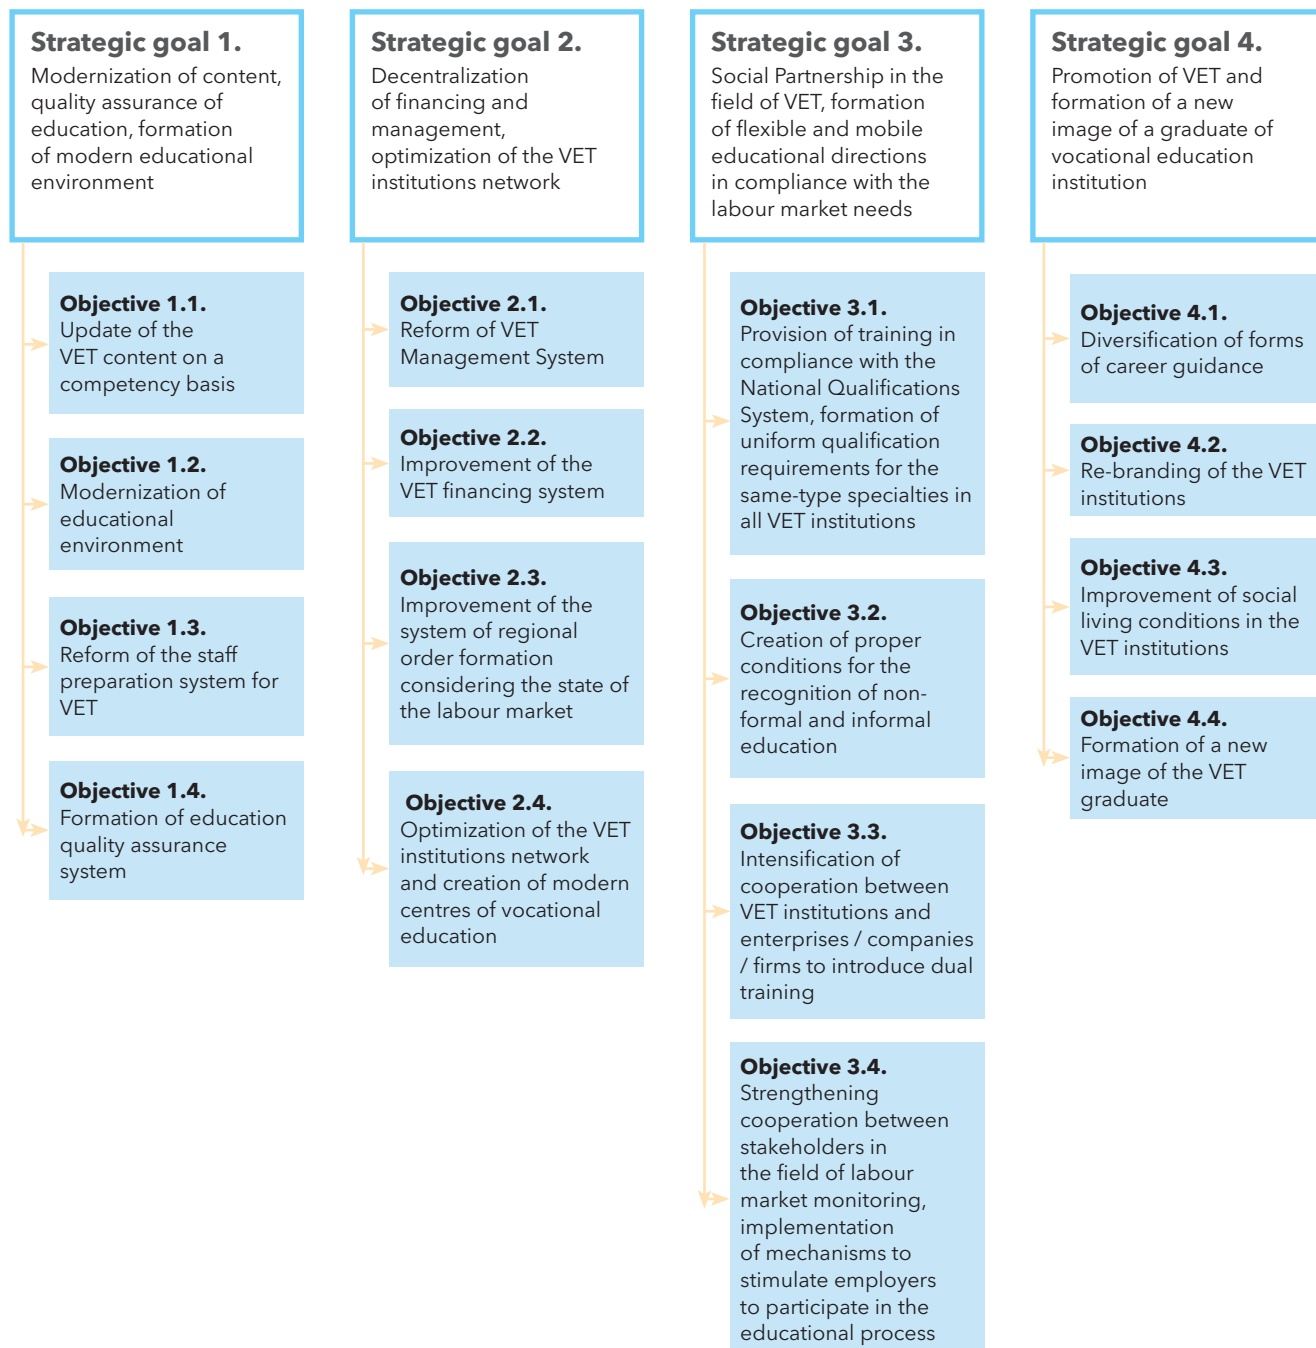 Strategic goal 1.
Modernization of content,
quality assurance of
education, formation
of modern educational
environment
Objective 1.1.
Update of the
VET content on a
competency basis
Objective 1.2.
Modernization of
educational
environment
Objective 1.3.
Reform of the staff
preparation system for
VET
Objective 1.4.
Formation of education
quality assurance
system
Strategic goal 2.
Decentralization
of financing and
management,
optimization of the VET
institutions network
Objective 2.1.
Reform of VET
Management System
Objective 2.2.
Improvement of the
VET financing system
Objective 2.3.
Improvement of the
system of regional
order formation
considering the state of
the labour market
Objective 2.4.
Optimization of the VET
institutions network
and creation of modern
centres of vocational
education
Strategic goal 3.
Social Partnership in the
field of VET, formation
of flexible and mobile
educational directions
in compliance with the
labour market needs
Objective 3.1.
Provision of training in
compliance with the
National Qualifications
System, formation of
uniform qualification
requirements for the
same-type specialties in
all VET institutions
Objective 3.2.
Creation of proper
conditions for the
recognition of non-
formal and informal
education
Objective 3.3.
Intensification of
cooperation between
VET institutions and
enterprises / companies
/ firms to introduce dual
training
Objective 3.4.
Strengthening
cooperation between
stakeholders in
the field of labour
market monitoring,
implementation
of mechanisms to
stimulate employers
to participate in the
educational process
Strategic goal 4.
Promotion of VET and
formation of a new
image of a graduate of
vocational education
institution
Objective 4.1.
Diversification of forms
of career guidance
Objective 4.2.
Re-branding of the VET
institutions
Objective 4.3.
Improvement of social
living conditions in the
VET institutions
Objective 4.4.
Formation of a new
image of the VET
graduate